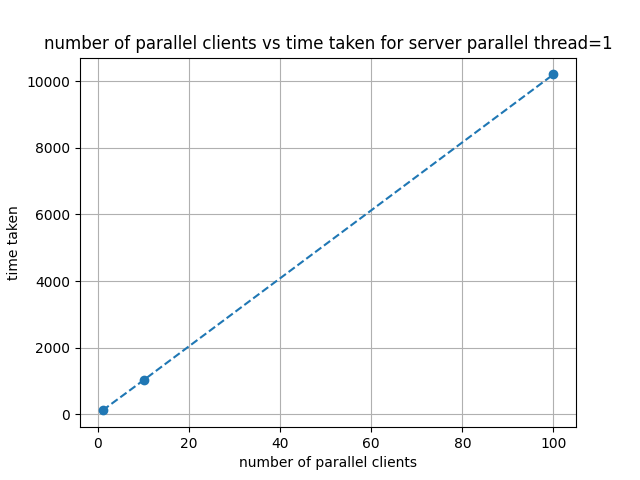 number of parallel clients vs time taken for server parallel thread=1
10000
8000
6000
4000
2000
0
time taken
0 20 40 60 80 100
number of parallel clients